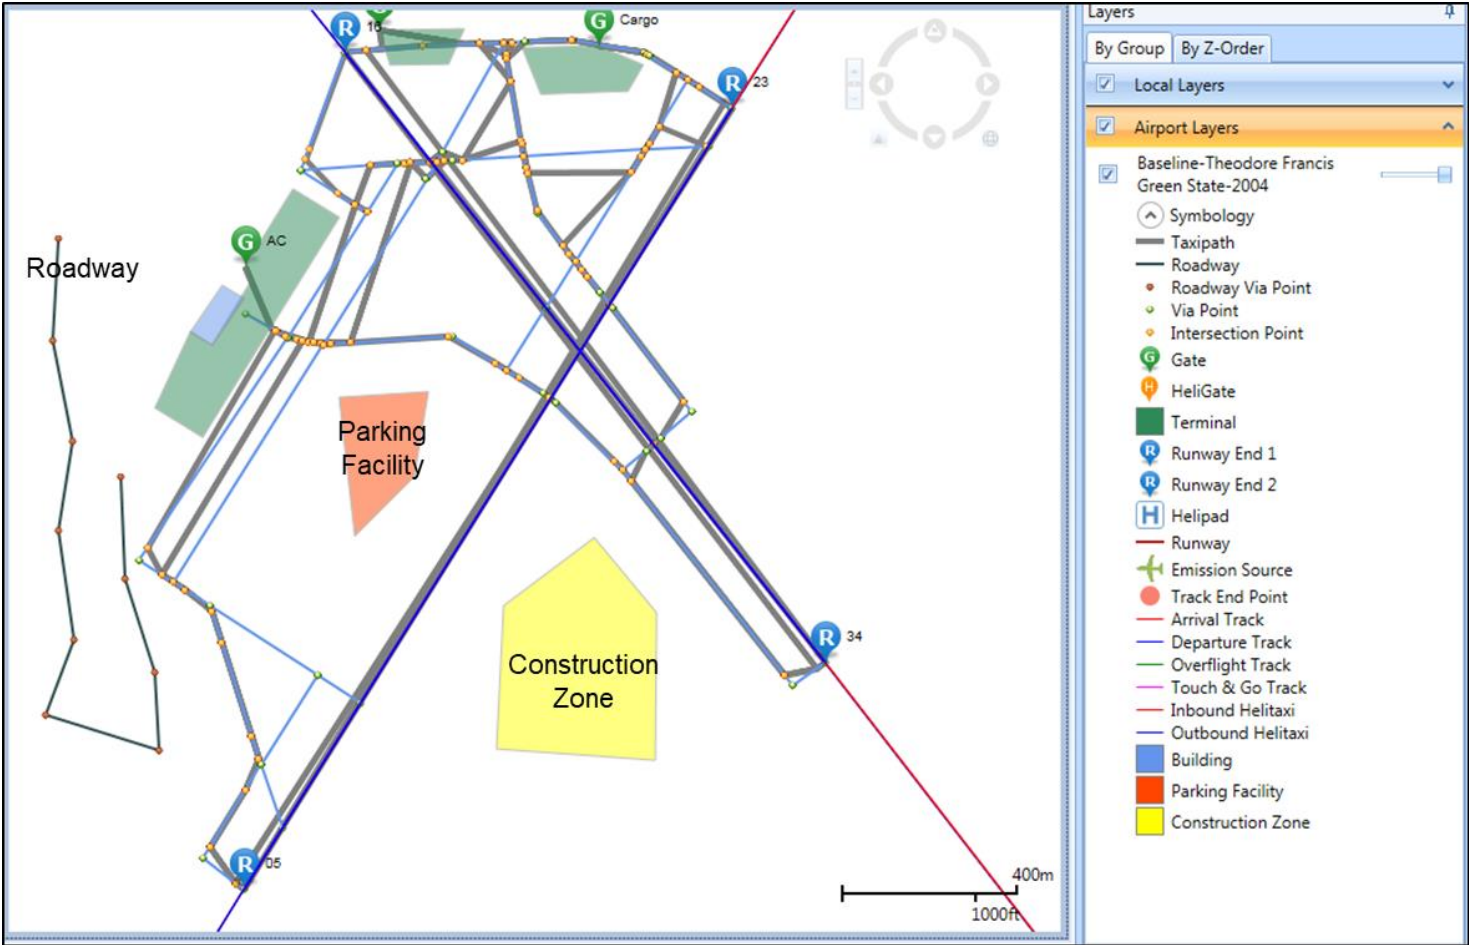 16
Cargo
23
AC
Roadway
Parking
Facility
Construction
Zone
34
05
400m
1000ft
R
G
R
G
R
R
Layers
By Group
By Z-Order
Local Layers
Airport Layers
Baseline-Theodore Francis
Green State-2004
Symbology
Taxipath
Roadway
Roadway Via Point
Via Point
Intersection Point
G Gate
H HeliGate
Terminal
R Runway End 1
R Runway End 2
H Helipad
Runway
Emission Source
Track End Point
Arrival Track
Departure Track
Overflight Track
Touch & Go Track
Inbound Helitaxi
Outbound Helitaxi
Building
Parking Facility
Construction Zone